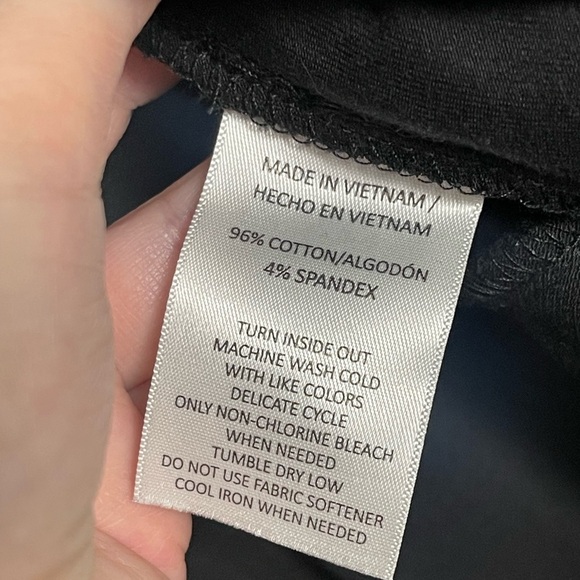 MADE IN VIETNAM /
HECHO EN VIETNAM
96% COTTON/ALGODÓN
4% SPANDEX
TURN INSIDE OUT
MACHINE WASH COLD
WITH LIKE COLORS
DELICATE CYCLE
ONLY NON-CHLORINE BLEACH
WHEN NEEDED
TUMBLE DRY LOW
DO NOT USE FABRIC SOFTENER
COOL IRON WHEN NEEDED